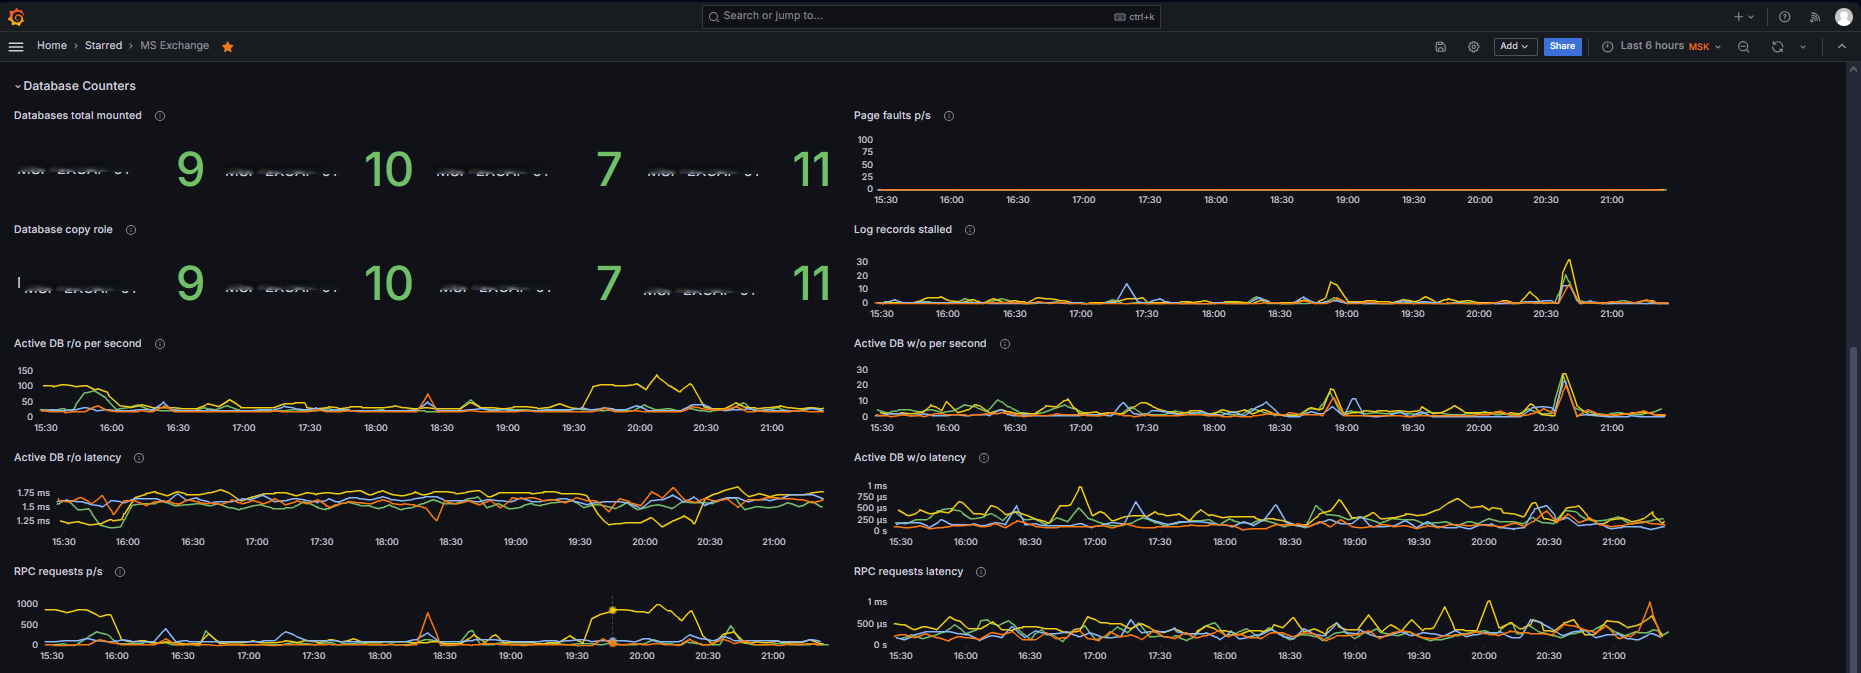 Search or jump to... ctrl+k
Home › Starred › MS Exchange Add Share Last 6 hours MSK
Database Counters
Databases total mounted Page faults p/s
9 10 7 11
100
75
50
25
0
15:30 16:00 16:30 17:00 17:30 18:00 18:30 19:00 19:30 20:00 20:30 21:00
Database copy role Log records stalled
9 10 7 11
30
20
10
0
15:30 16:00 16:30 17:00 17:30 18:00 18:30 19:00 19:30 20:00 20:30 21:00
Active DB r/o per second Active DB w/o per second
150
100
50
0
15:30 16:00 16:30 17:00 17:30 18:00 18:30 19:00 19:30 20:00 20:30 21:00
30
20
10
0
15:30 16:00 16:30 17:00 17:30 18:00 18:30 19:00 19:30 20:00 20:30 21:00
Active DB r/o latency Active DB w/o latency
1.75 ms
1.5 ms
1.25 ms
15:30 16:00 16:30 17:00 17:30 18:00 18:30 19:00 19:30 20:00 20:30 21:00
1 ms
750 µs
500 µs
250 µs
0 s
15:30 16:00 16:30 17:00 17:30 18:00 18:30 19:00 19:30 20:00 20:30 21:00
RPC requests p/s RPC requests latency
1000
500
0
15:30 16:00 16:30 17:00 17:30 18:00 18:30 19:00 19:30 20:00 20:30 21:00
1 ms
500 µs
0 s
15:30 16:00 16:30 17:00 17:30 18:00 18:30 19:00 19:30 20:00 20:30 21:00